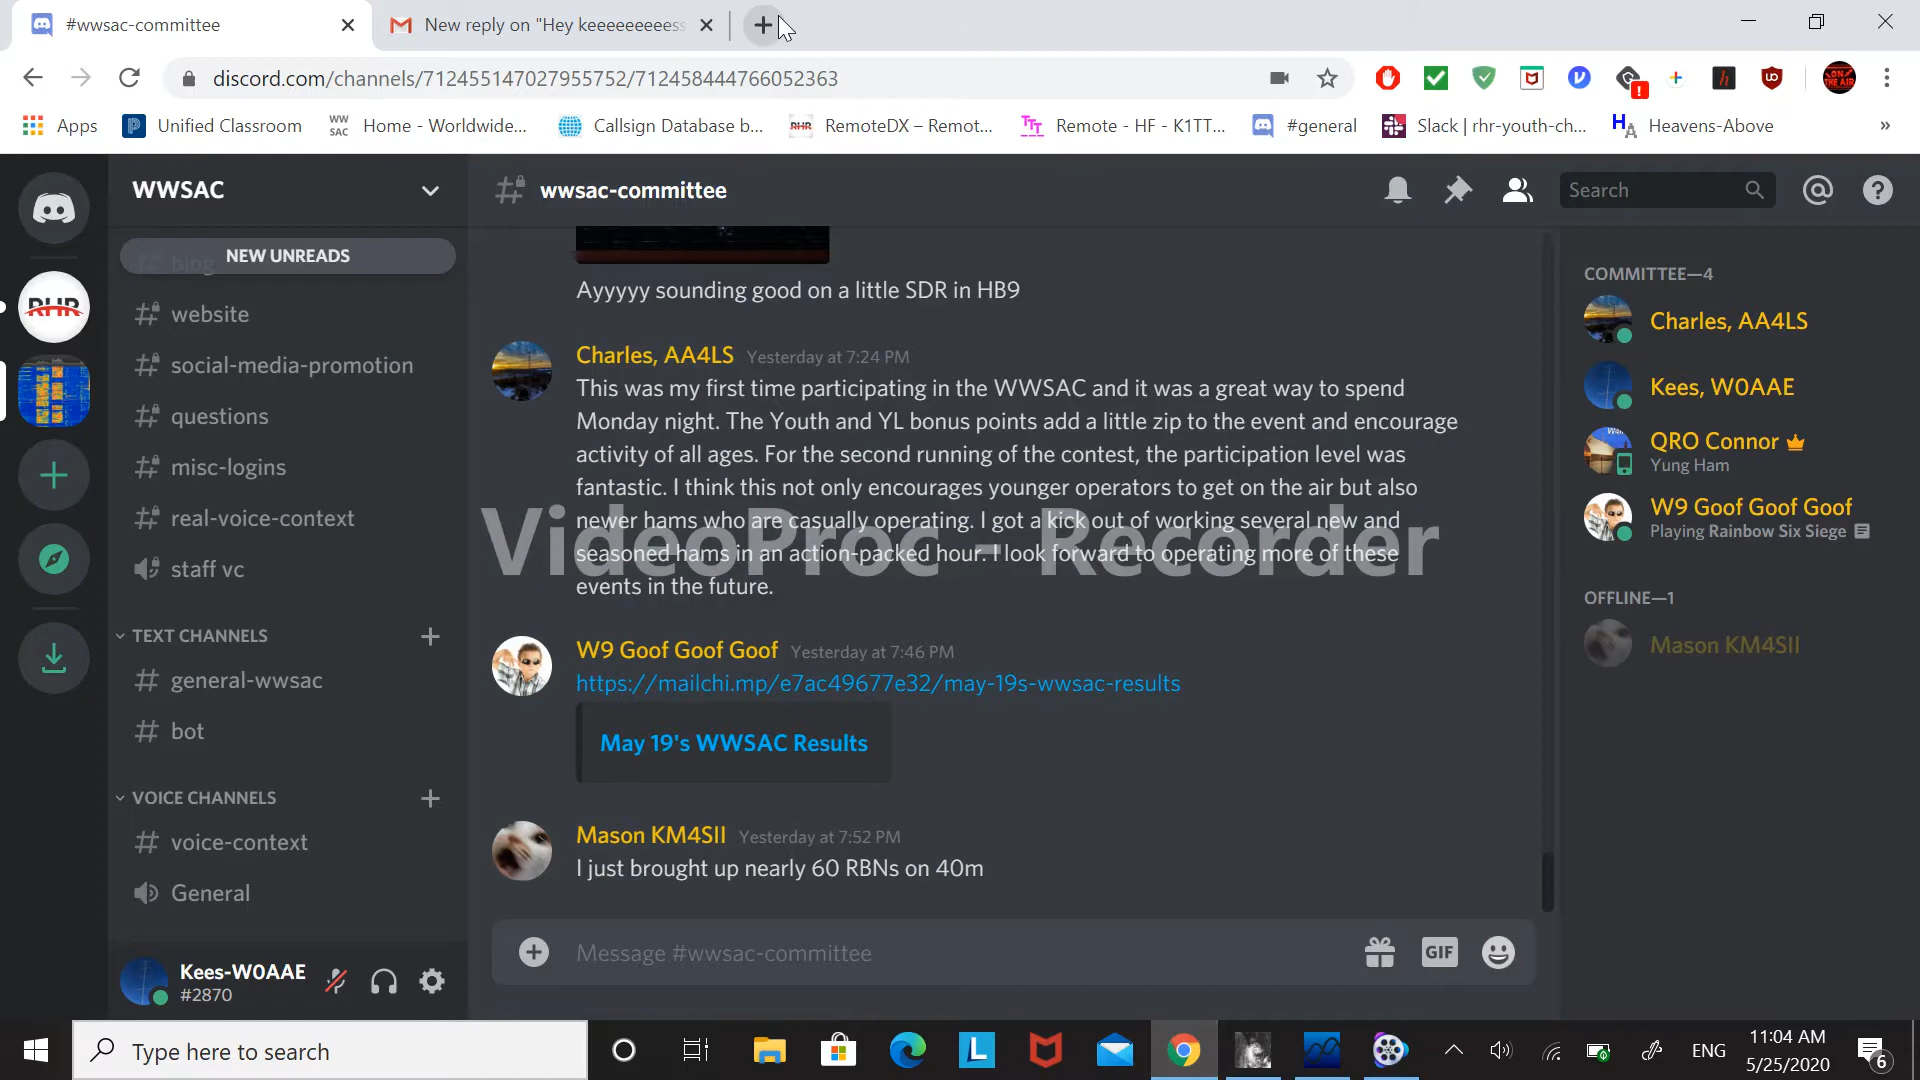 #wwsac-committee
New reply on "Hey keeeeeeeeess
discord.com/channels/712455147027955752/712458444766052363
Apps
Unified Classroom
WW
SAC
Home - Worldwide...
Callsign Database b...
RHR
RemoteDX – Remot...
Remote - HF - K1TT...
#general
Slack | rhr-youth-ch...
Heavens-Above
WWSAC
wwsac-committee
Search
NEW UNREADS
blog
RHR
website
social-media-promotion
questions
misc-logins
real-voice-context
staff vc
TEXT CHANNELS
general-wwsac
bot
VOICE CHANNELS
voice-context
General
Kees-W0AAE
#2870
Ayyyyy sounding good on a little SDR in HB9
Charles, AA4LS Yesterday at 7:24 PM
This was my first time participating in the WWSAC and it was a great way to spend
Monday night. The Youth and YL bonus points add a little zip to the event and encourage
activity of all ages. For the second running of the contest, the participation level was
fantastic. I think this not only encourages younger operators to get on the air but also
newer hams who are casually operating. I got a kick out of working several new and
seasoned hams in an action-packed hour. I look forward to operating more of these
events in the future.
VideoProc - Recorder
W9 Goof Goof Goof Yesterday at 7:46 PM
https://mailchi.mp/e7ac49677e32/may-19s-wwsac-results
May 19's WWSAC Results
Mason KM4SII Yesterday at 7:52 PM
I just brought up nearly 60 RBNs on 40m
Message #wwsac-committee
GIF
COMMITTEE—4
Charles, AA4LS
Kees, W0AAE
QRO Connor
Yung Ham
W9 Goof Goof Goof
Playing Rainbow Six Siege
OFFLINE—1
Mason KM4SII
Type here to search
ENG
11:04 AM
5/25/2020
6